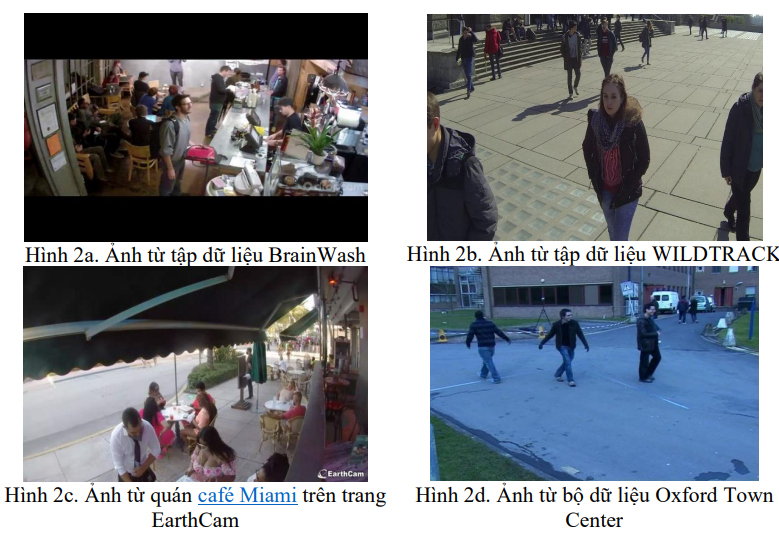 Hình 2a. Ảnh từ tập dữ liệu BrainWash
Hình 2b. Ảnh từ tập dữ liệu WILDTRACK
EarthCam
Hình 2c. Ảnh từ quán café Miami trên trang
EarthCam
Hình 2d. Ảnh từ bộ dữ liệu Oxford Town
Center